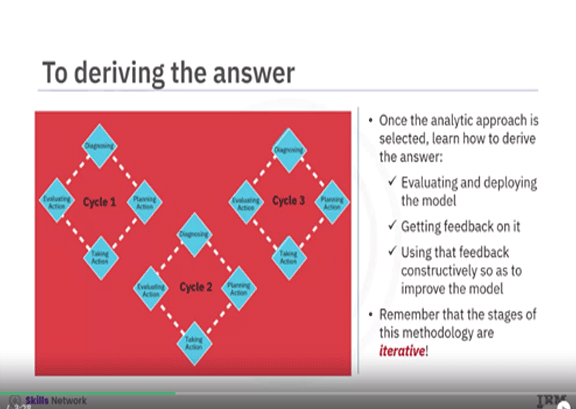 To deriving the answer
Diagnosing
Evaluating
Action
Cycle 1
Planning
Action
Taking
Action
Diagnosing
Evaluating
Action
Cycle 2
Planning
Action
Taking
Action
Diagnosing
Evaluating
Action
Cycle 3
Planning
Action
Taking
Action
• Once the analytic approach is
selected, learn how to derive
the answer:
✓ Evaluating and deploying
the model
✓ Getting feedback on it
✓ Using that feedback
constructively so as to
improve the model
• Remember that the stages of
this methodology are
iterative!
Skills Network
IBM